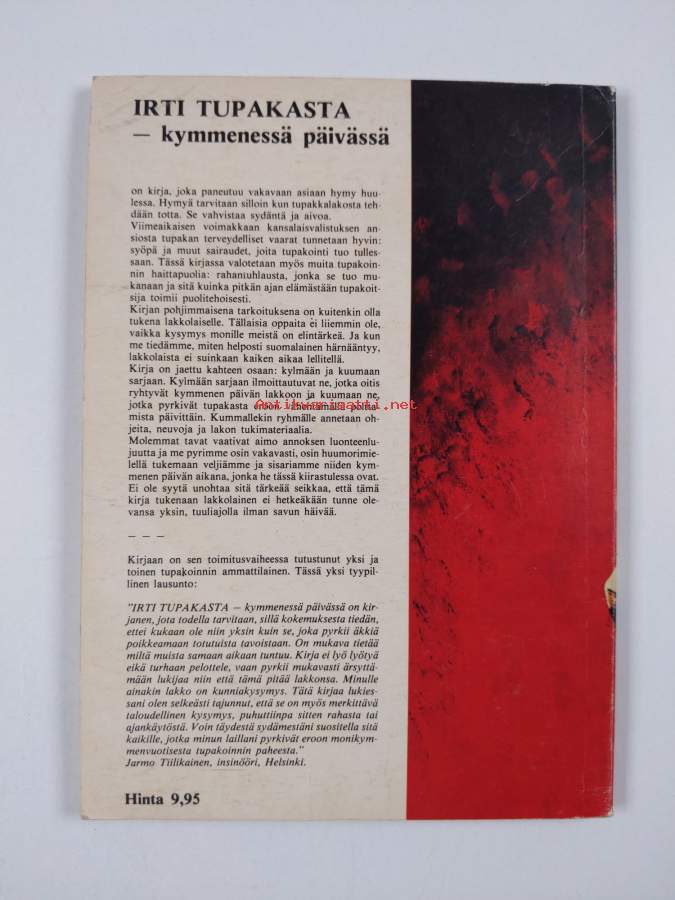 IRTI TUPAKASTA
— kymmenessä päivässä
on kirja, joka paneutuu vakavaan asiaan hymy huu-
lessa. Hymyä tarvitaan silloin kun tupakkalakosta teh-
dään totta. Se vahvistaa sydäntä ja aivoa.
Viimeaikaisen voimakkaan kansalaisvalistuksen an-
siosta tupakan terveydelliset vaarat tunnetaan hyvin:
syöpä ja muut sairaudet, joita tupakointi tuo tulles-
saan. Tässä kirjassa valotetaan myös muita tupakoin-
nin haittapuolia: rahantuhlausta, jonka se tuo mu-
kanaan ja sitä kuinka pitkän ajan elämästään tupakoit-
sija toimii puolitehoisesti.
Kirjan pohjimmaisena tarkoituksena on kuitenkin olla
tukena lakkolaiselle. Tällaisia oppaita ei liiemmin ole,
vaikka kysymys monille meistä on elintärkeä. Ja kun
me tiedämme, miten helposti suomalainen härnääntyy,
lakkolaista ei suinkaan kaiken aikaa lellitellä.
Kirja on jaettu kahteen osaan: kylmään ja kuumaan
sarjaan. Kylmään sarjaan ilmoittautuvat ne, jotka oitis
ryhtyvät kymmenen päivän lakkoon ja kuumaan ne,
jotka pyrkivät tupakasta eroon vähentämällä polttа-
mista päivittäin. Kummallekin ryhmälle annetaan oh-
jeita, neuvoja ja lakon tukimateriaalia.
Molemmat tavat vaativat aimo annoksen luonteenlu-
juutta ja me pyrimme osin vakavasti, osin huumorimie-
lellä tukemaan veljiämme ja sisariamme niiden kym-
menen päivän aikana, jonka he tässä kiirastulessa ovat.
Ei ole syytä unohtaa sitä tärkeää seikkaa, että tämä
kirja tukenaan lakkolainen ei hetkeäkään tunne ole-
vansa yksin, tuuliajolla ilman savun häivää.
– – –
Kirjaan on sen toimitusvaiheessa tutustunut yksi ja
toinen tupakoinnin ammattilainen. Tässä yksi tyypil-
linen lausunto:
"IRTI TUPAKASTA — kymmenessä päivässä on kir-
janen, jota todella tarvitaan, sillä kokemuksesta tiedän,
ettei kukaan ole niin yksin kuin se, joka pyrkii äkkiä
poikkeamaan totutuista tavoistaan. On mukava tietää
miltä muista samaan aikaan tuntuu. Kirja ei lyö lyötyä
eikä turhaan pelottele, vaan pyrkii mukavasti ärsyttä-
mään lukijaa niin että tämä pitää lakkonsa. Minulle
ainakin lakko on kunniakysymys. Tätä kirjaa lukies-
sani olen selkeästi tajunnut, että se on myös merkittävä
taloudellinen kysymys, puhuttiinpa sitten rahasta tai
ajankäytöstä. Voin täydestä sydämestäni suositella sitä
kaikille, jotka minun laillani pyrkivät eroon monikym-
menvuotisesta tupakoinnin paheesta."
Jarmo Tiilikainen, insinööri, Helsinki.
Hinta 9,95
Antikvariaatti.net